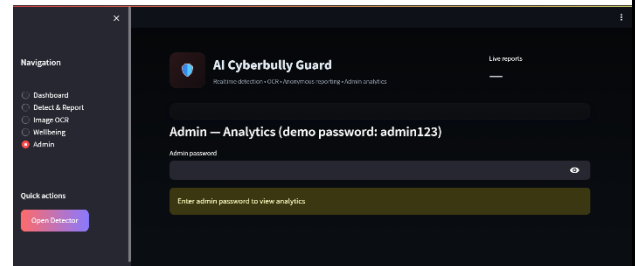 Navigation
Dashboard
Detect & Report
Image OCR
Wellbeing
Admin
Quick actions
Open Detector
AI Cyberbully Guard
Realtime detection • OCR • Anonymous reporting • Admin analytics
Live reports
—
Admin — Analytics (demo password: admin123)
Admin password
Enter admin password to view analytics